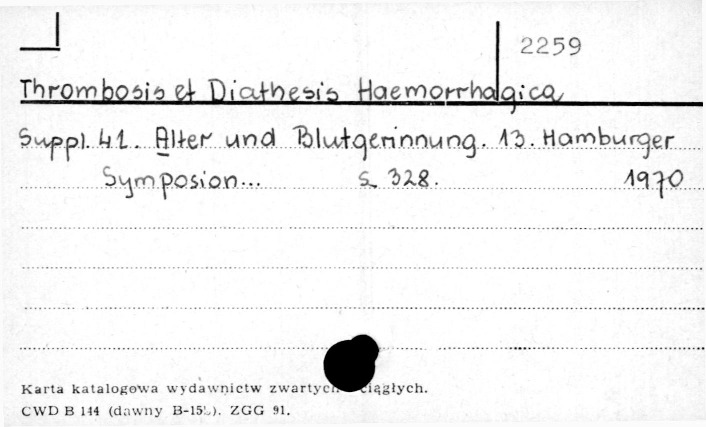 2259
Thrombosis et Diathesis Haemorrhagica
Suppl. 41. Alter und Blutgerinnung. 13. Hamburger
Symposion... s. 328. 1970
Karta katalogowa wydawnictw zwartych ciągłych.
CWD B 144 (dawny ZGG 91.